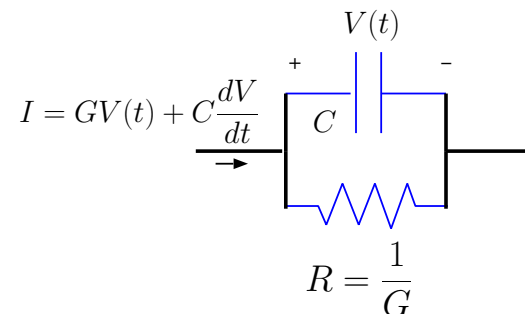 V(t)
+ −
I = GV(t) + C dV/dt
C
R = 1/G